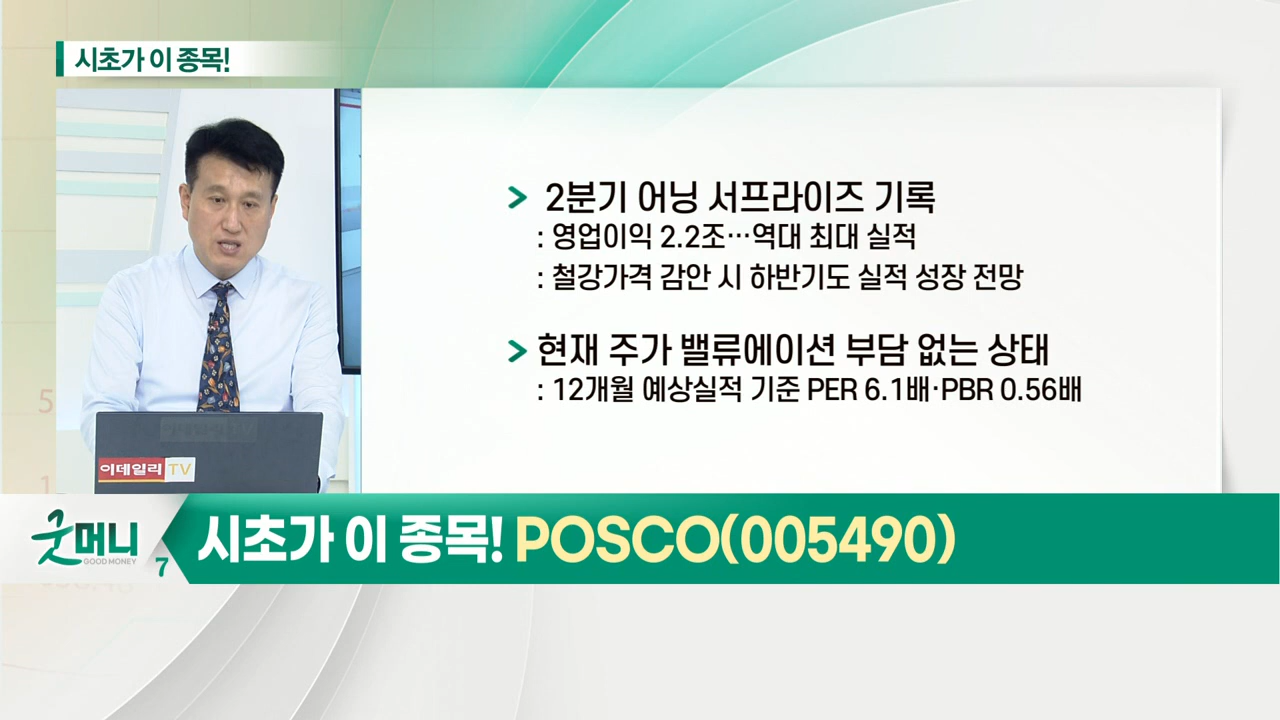 시초가 이 종목!
> 2분기 어닝 서프라이즈 기록
: 영업이익 2.2조…역대 최대 실적
: 철강가격 감안 시 하반기도 실적 성장 전망
> 현재 주가 밸류에이션 부담 없는 상태
: 12개월 예상실적 기준 PER 6.1배·PBR 0.56배
이데일리 TV
굿머니
GOOD MONEY
7
시초가 이 종목! POSCO(005490)